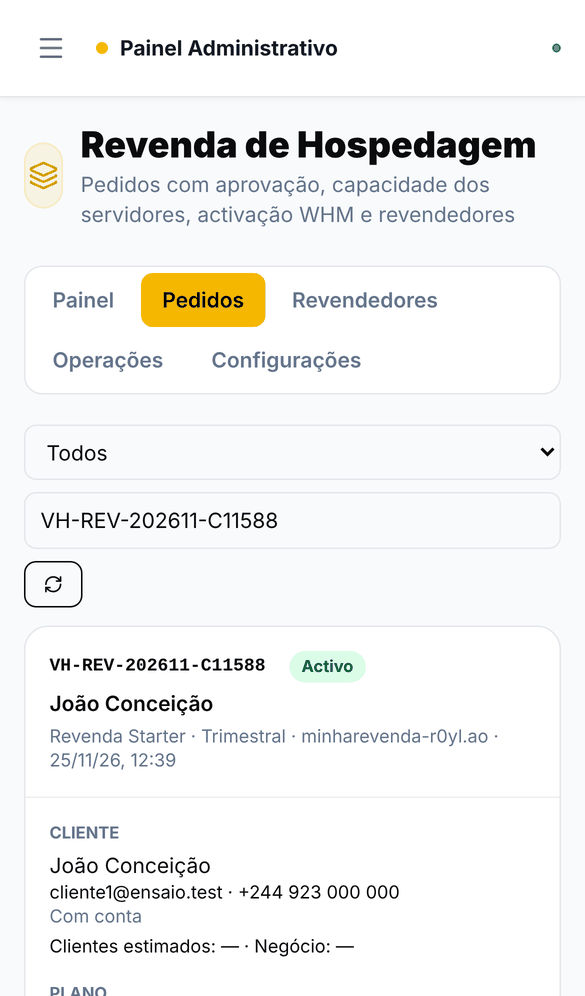 Painel Administrativo
Revenda de Hospedagem
Pedidos com aprovação, capacidade dos
servidores, activação WHM e revendedores
Painel Pedidos Revendedores
Operações Configurações
Todos
VH-REV-202611-C11588
VH-REV-202611-C11588 Activo
João Conceição
Revenda Starter · Trimestral · minharevenda-r0yl.ao ·
25/11/26, 12:39
CLIENTE
João Conceição
cliente1@ensaio.test · +244 923 000 000
Com conta
Clientes estimados: — · Negócio: —
PLANO